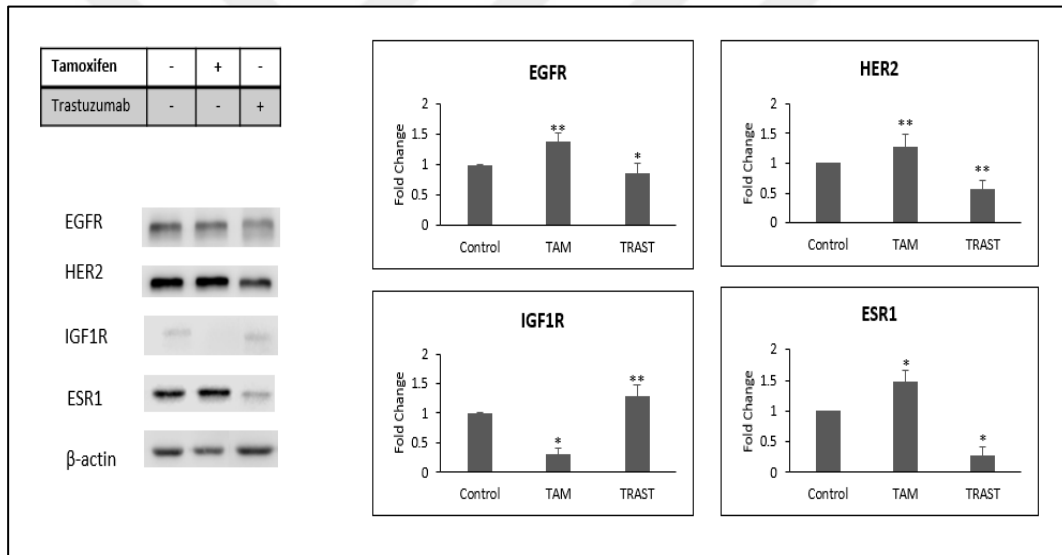 Tamoxifen - + -
Trastuzumab - - +
EGFR
HER2
IGF1R
ESR1
β-actin
EGFR
Fold Change
2
1.5
1
0.5
0
**
*
Control TAM TRAST
HER2
Fold Change
2
1.5
1
0.5
0
**
**
Control TAM TRAST
IGF1R
Fold Change
2
1.5
1
0.5
0
*
**
Control TAM TRAST
ESR1
Fold Change
2
1.5
1
0.5
0
*
*
Control TAM TRAST